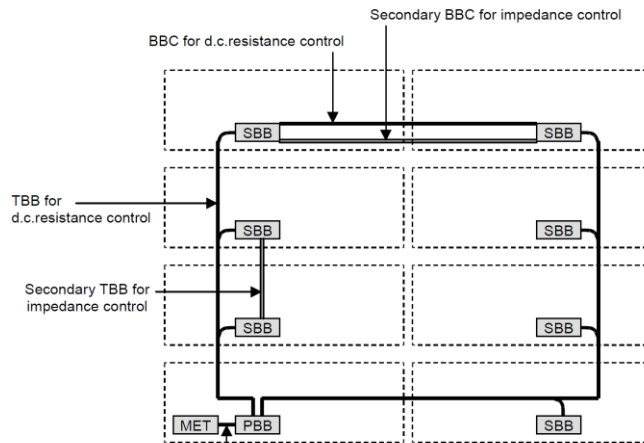 Secondary BBC for impedance control
BBC for d.c.resistance control
SBB
SBB
TBB for
d.c.resistance control
SBB
SBB
Secondary TBB for
impedance control
SBB
SBB
MET
PBB
SBB